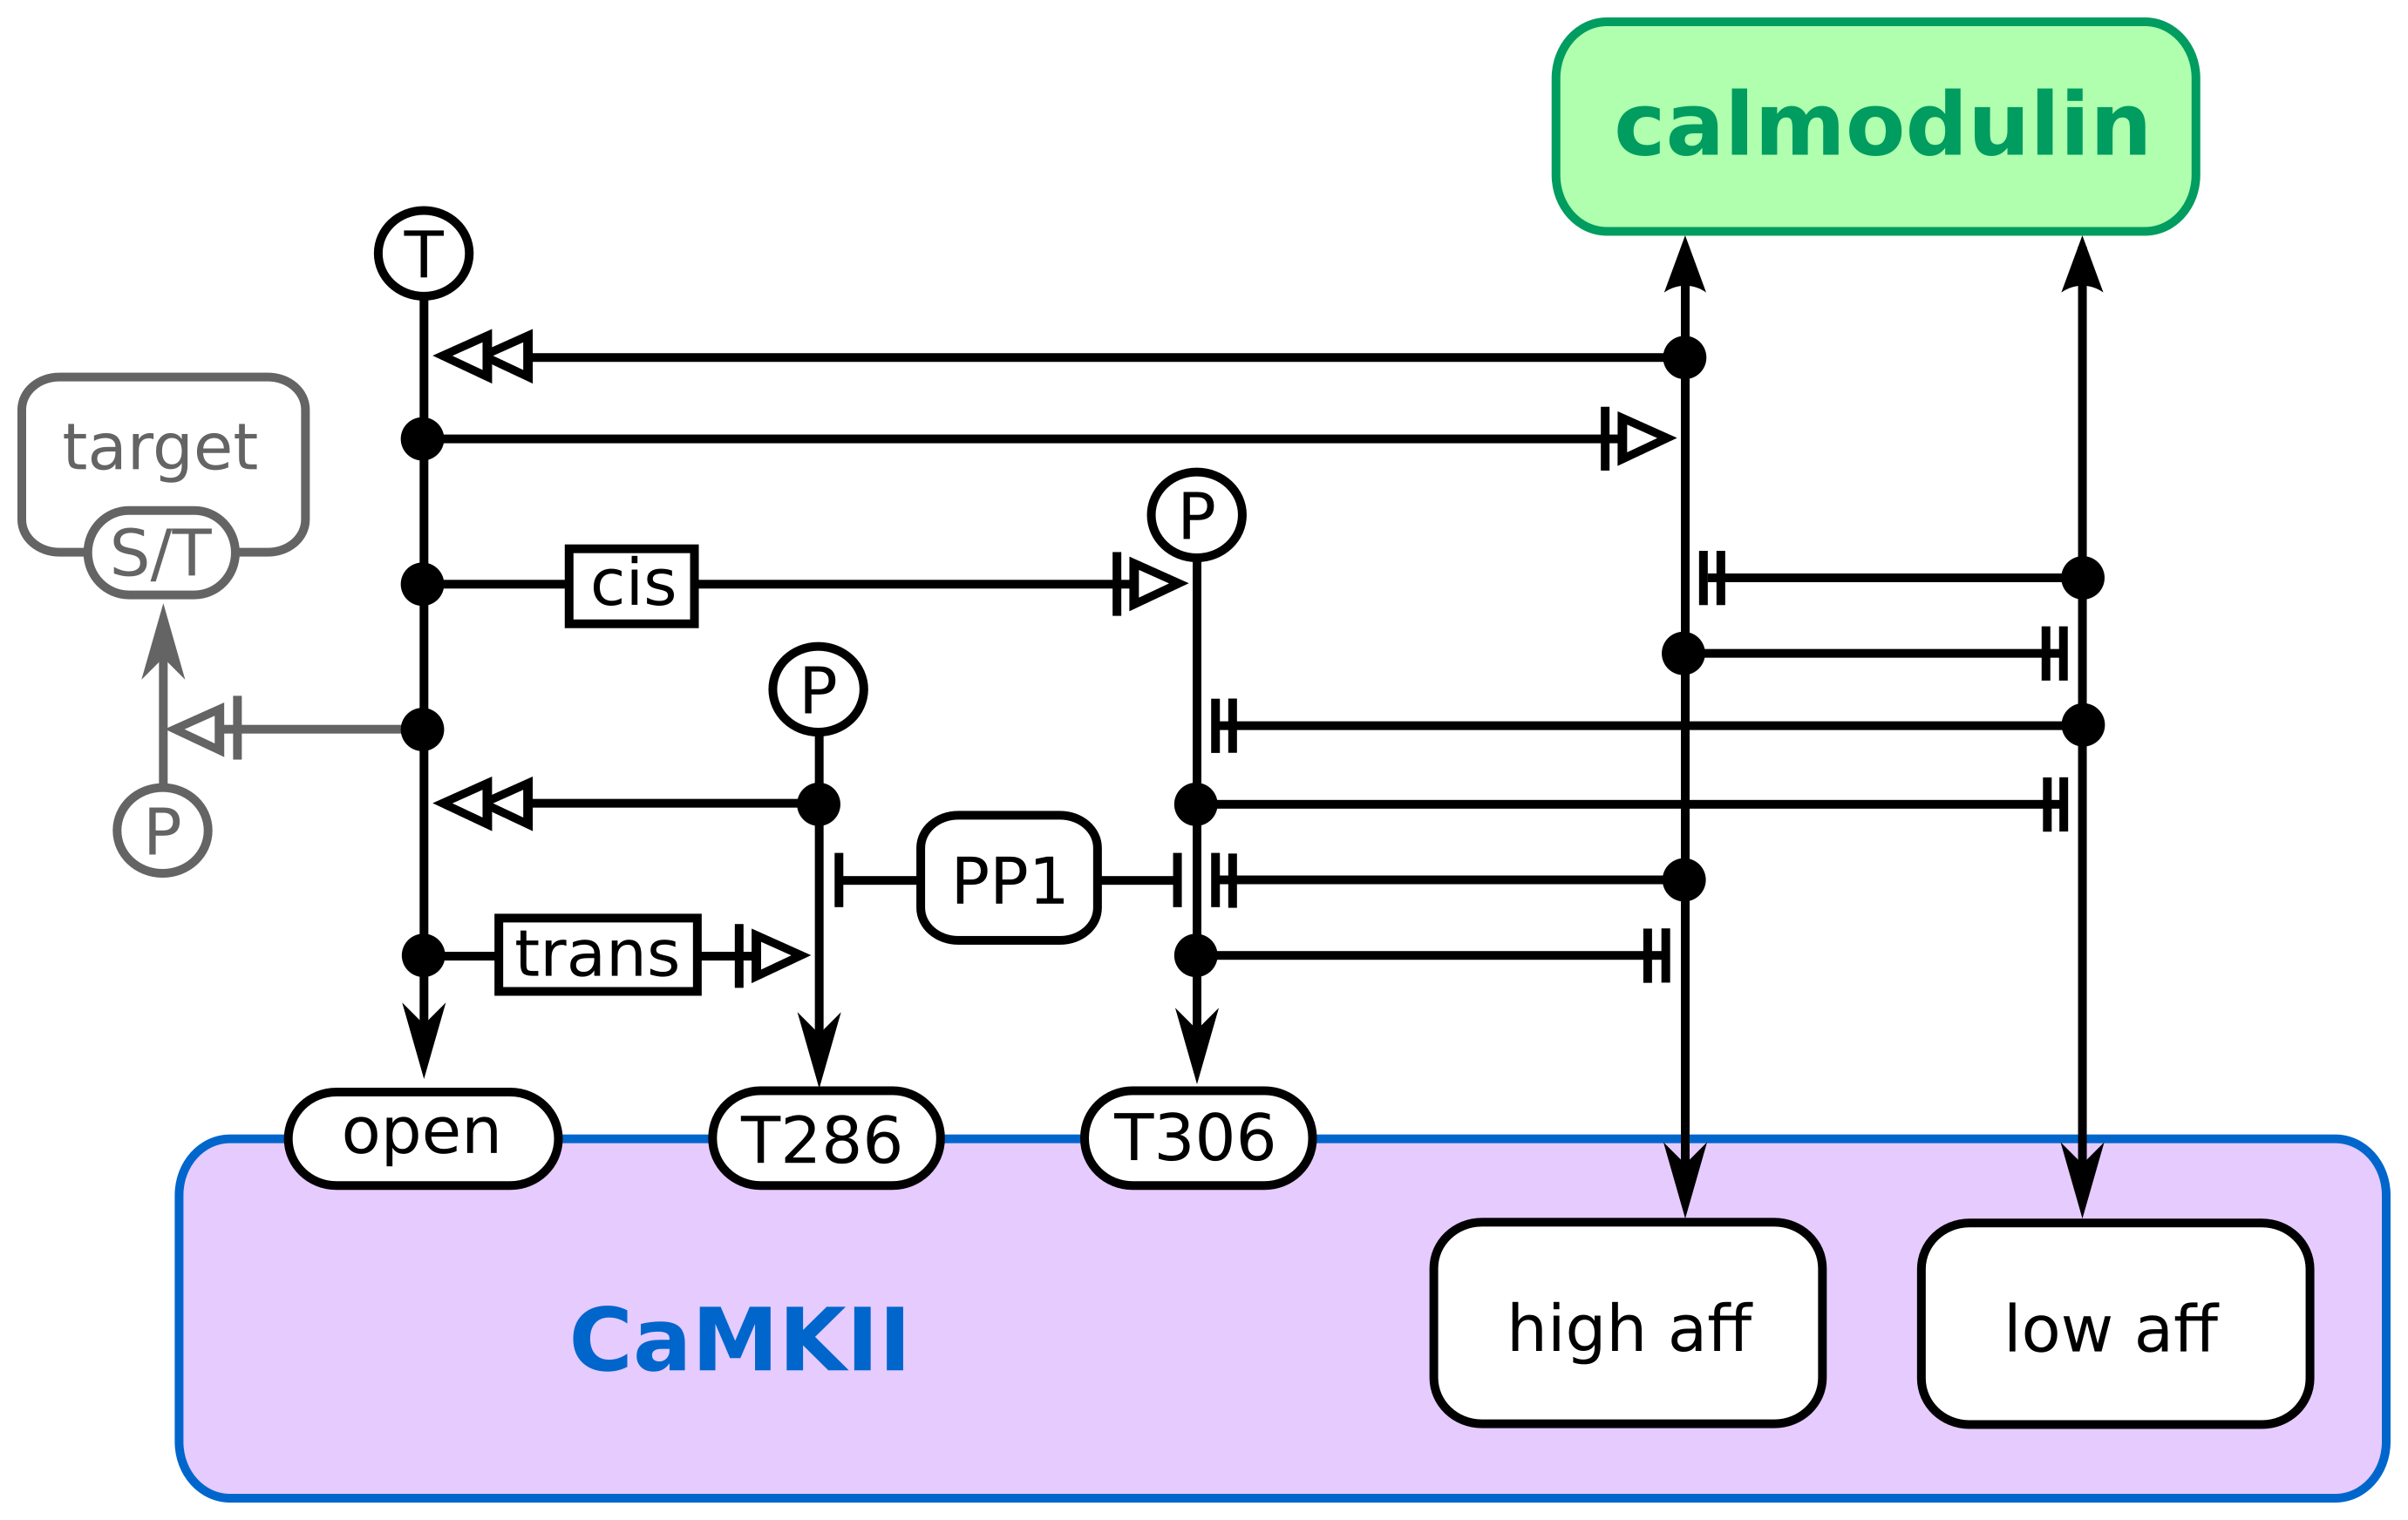 calmodulin
T
target
S/T
P
cis
P
P
PP1
trans
open
T286
T306
CaMKII
high aff
low aff